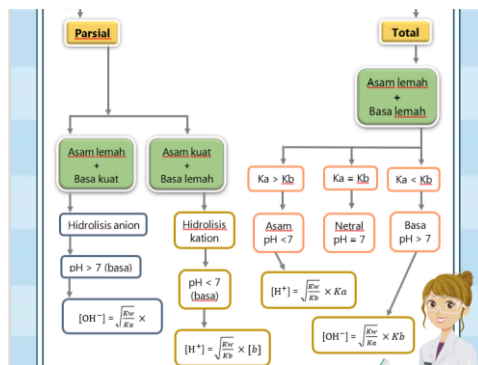 Parsial
Total
Asam lemah
+
Basa lemah
Asam lemah
+
Basa kuat
Asam kuat
+
Basa lemah
Ka > Kb
Ka = Kb
Ka < Kb
Hidrolisis anion
Hidrolisis
kation
Asam
pH <7
Netral
pH = 7
Basa
pH > 7
pH > 7 (basa)
pH < 7
(basa)
[H⁺] = √(Kw/Kb) × Ka
[OH⁻] = √(Kw/Ka) ×
[H⁺] = √(Kw/Kb) × [b]
[OH⁻] = √(Kw/Ka) × Kb